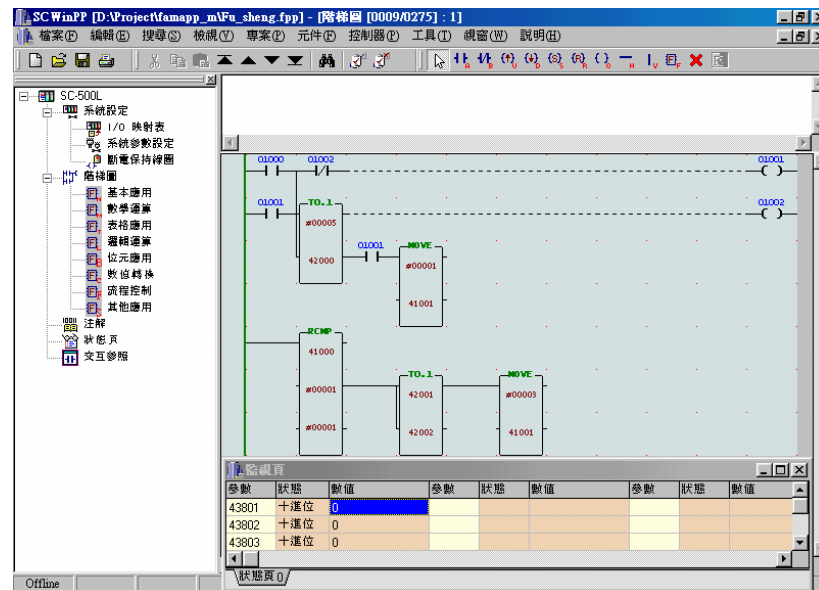 SCWinPP [D:\Project\famapp_m\Fu_sheng.fpp] - [階梯圖 [0009/0275] : 1]
檔案(F) 編輯(E) 搜尋(S) 檢視(V) 專案(P) 元件(F) 控制器(P) 工具(T) 視窗(W) 說明(H)
SC-500L
系統設定
I/O 映射表
系統參數設定
斷電保持線圈
階梯圖
基本應用
數學運算
表格應用
邏輯運算
位元應用
數值轉換
流程控制
其他應用
注解
狀態頁
交互參照
01000 01002 01001
01001 T0.1 01002
#00005
01001 MOVE
42000 #00001
41001
RCMP
41000
T0.1 MOVE
#00001 42001 #00003
#00001 42002 41001
監視頁
參數 狀態 數值 參數 狀態 數值 參數 狀態 數值
43801 十進位 0
43802 十進位 0
43803 十進位 0
狀態頁 0
Offline